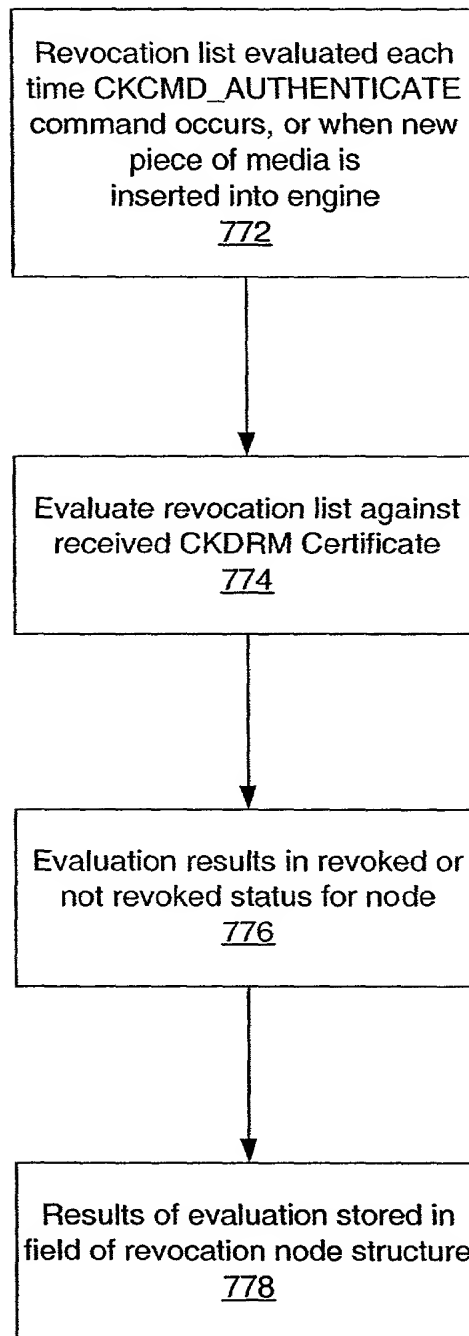 Revocation list evaluated each
time CKCMD_AUTHENTICATE
command occurs, or when new
piece of media is
inserted into engine
772
Evaluate revocation list against
received CKDRM Certificate
774
Evaluation results in revoked or
not revoked status for node
776
Results of evaluation stored in
field of revocation node structure
778